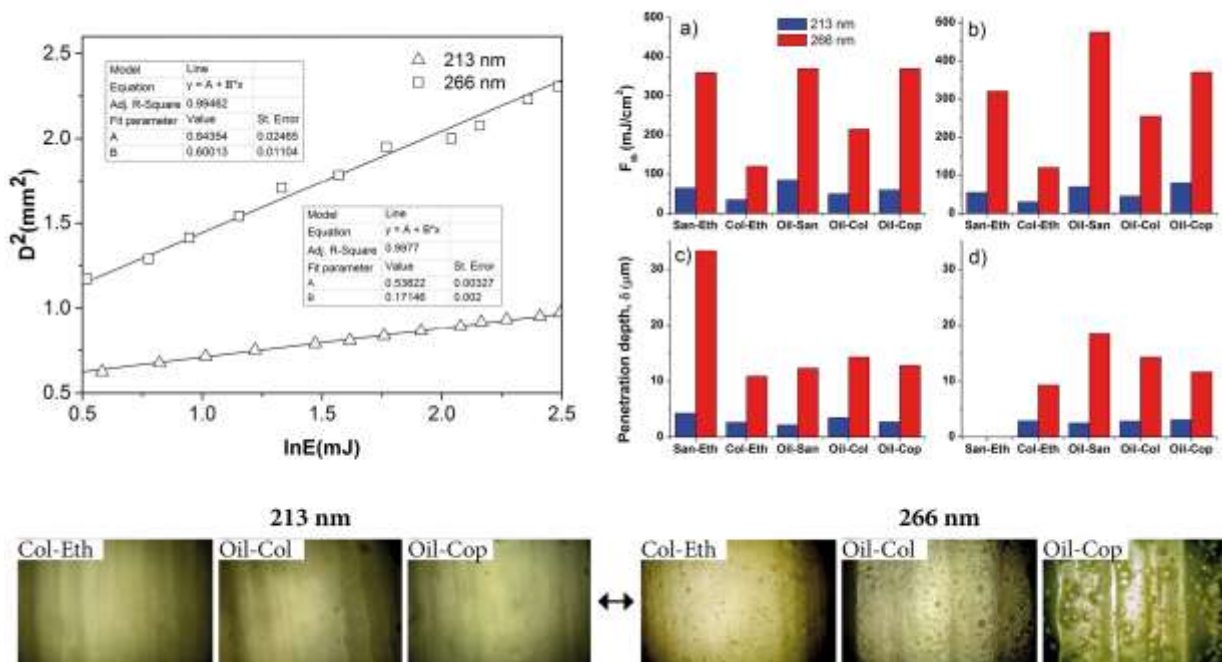 2.6
2.4
2.0
1.5
1.0
0.5
D²(mm²)
0.5 1.0 1.5 2.0 2.5
lnE(mJ)
213 nm
266 nm
Model Line
Equation y = A + B*x
Adj. R-Square 0.99462
Fit parameter Value St. Error
A 0.84354 0.02465
B 0.60013 0.01104
Model Line
Equation y = A + B*x
Adj. R-Square 0.9977
Fit parameter Value St. Error
A 0.53822 0.00327
B 0.17146 0.002
213 nm
266 nm
a)
500
400
300
200
100
0
F_th (mJ/cm²)
San-Eth Col-Eth Oil-San Oil-Col Oil-Cop
b)
500
400
300
200
100
0
San-Eth Col-Eth Oil-San Oil-Col Oil-Cop
c)
30
20
10
0
Penetration depth, δ (μm)
San-Eth Col-Eth Oil-San Oil-Col Oil-Cop
d)
30
20
10
0
San-Eth Col-Eth Oil-San Oil-Col Oil-Cop
213 nm
Col-Eth Oil-Col Oil-Cop
266 nm
Col-Eth Oil-Col Oil-Cop